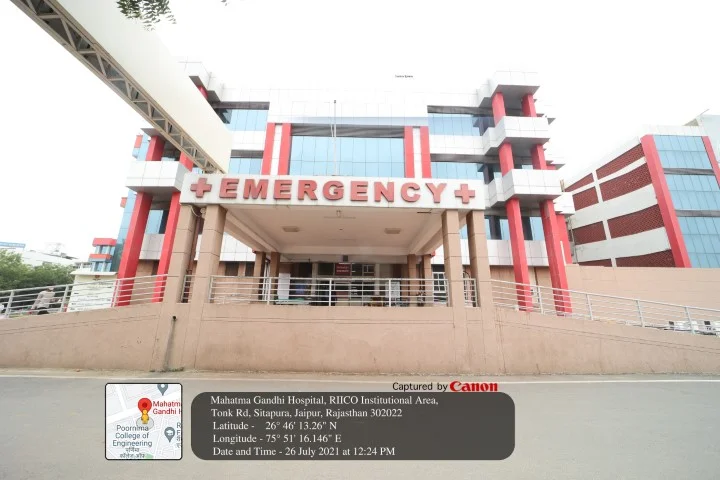 EMERGENCY
Captured by Canon
Mahatma Gandhi Hospital, RIICO Institutional Area,
Tonk Rd, Sitapura, Jaipur, Rajasthan 302022
Latitude - 26° 46' 13.26" N
Longitude - 75° 51' 16.146" E
Date and Time - 26 July 2021 at 12:24 PM
Mahatma
Gandhi H
Poornima
College of
Engineering